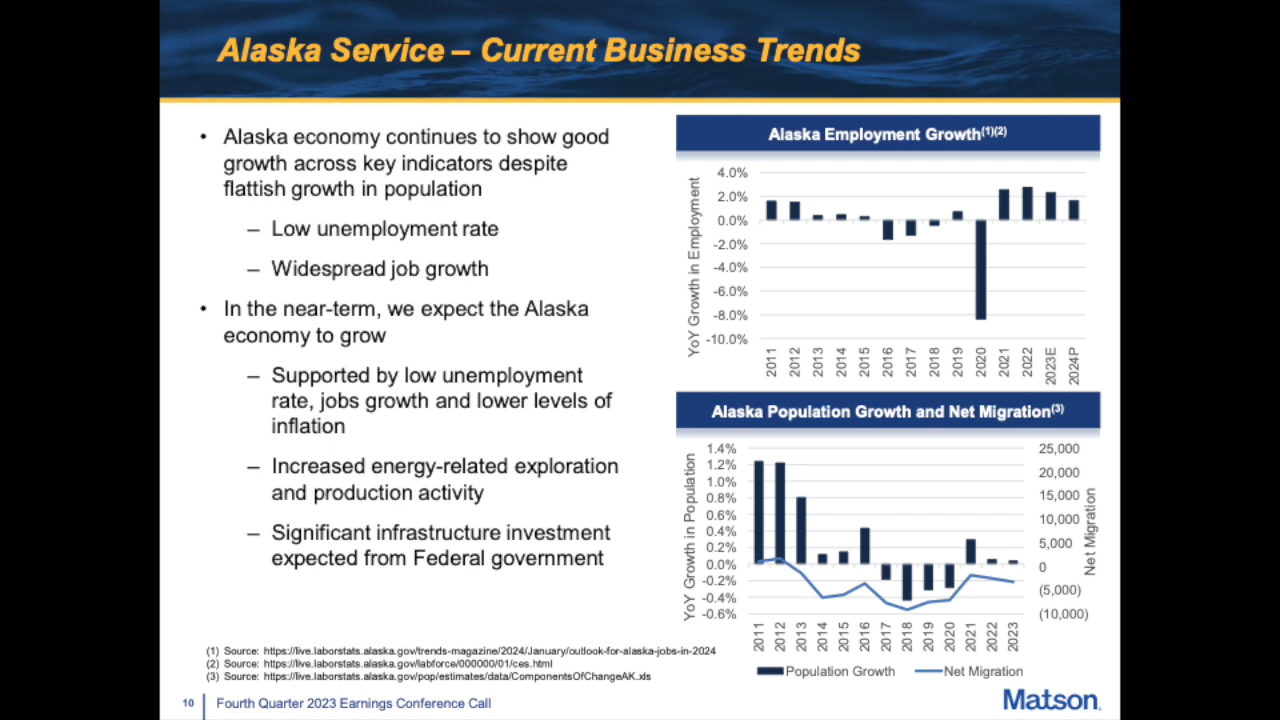 Alaska Service – Current Business Trends
• Alaska economy continues to show good
growth across key indicators despite
flattish growth in population
– Low unemployment rate
– Widespread job growth
• In the near-term, we expect the Alaska
economy to grow
– Supported by low unemployment
rate, jobs growth and lower levels of
inflation
– Increased energy-related exploration
and production activity
– Significant infrastructure investment
expected from Federal government
Alaska Employment Growth(1)(2)
YoY Growth in Employment
4.0%
2.0%
0.0%
-2.0%
-4.0%
-6.0%
-8.0%
-10.0%
2011 2012 2013 2014 2015 2016 2017 2018 2019 2020 2021 2022 2023E 2024P
Alaska Population Growth and Net Migration(3)
YoY Growth in Population
1.4%
1.2%
1.0%
0.8%
0.6%
0.4%
0.2%
0.0%
-0.2%
-0.4%
-0.6%
25,000
20,000
15,000
10,000
5,000
0
(5,000)
(10,000)
Net Migration
2011 2012 2013 2014 2015 2016 2017 2018 2019 2020 2021 2022 2023
Population Growth Net Migration
(1) Source: https://live.laborstats.alaska.gov/trends-magazine/2024/January/outlook-for-alaska-jobs-in-2024
(2) Source: https://live.laborstats.alaska.gov/labforce/000000/01/ces.html
(3) Source: https://live.laborstats.alaska.gov/pop/estimates/data/ComponentsOfChangeAK.xls
10 Fourth Quarter 2023 Earnings Conference Call
Matson